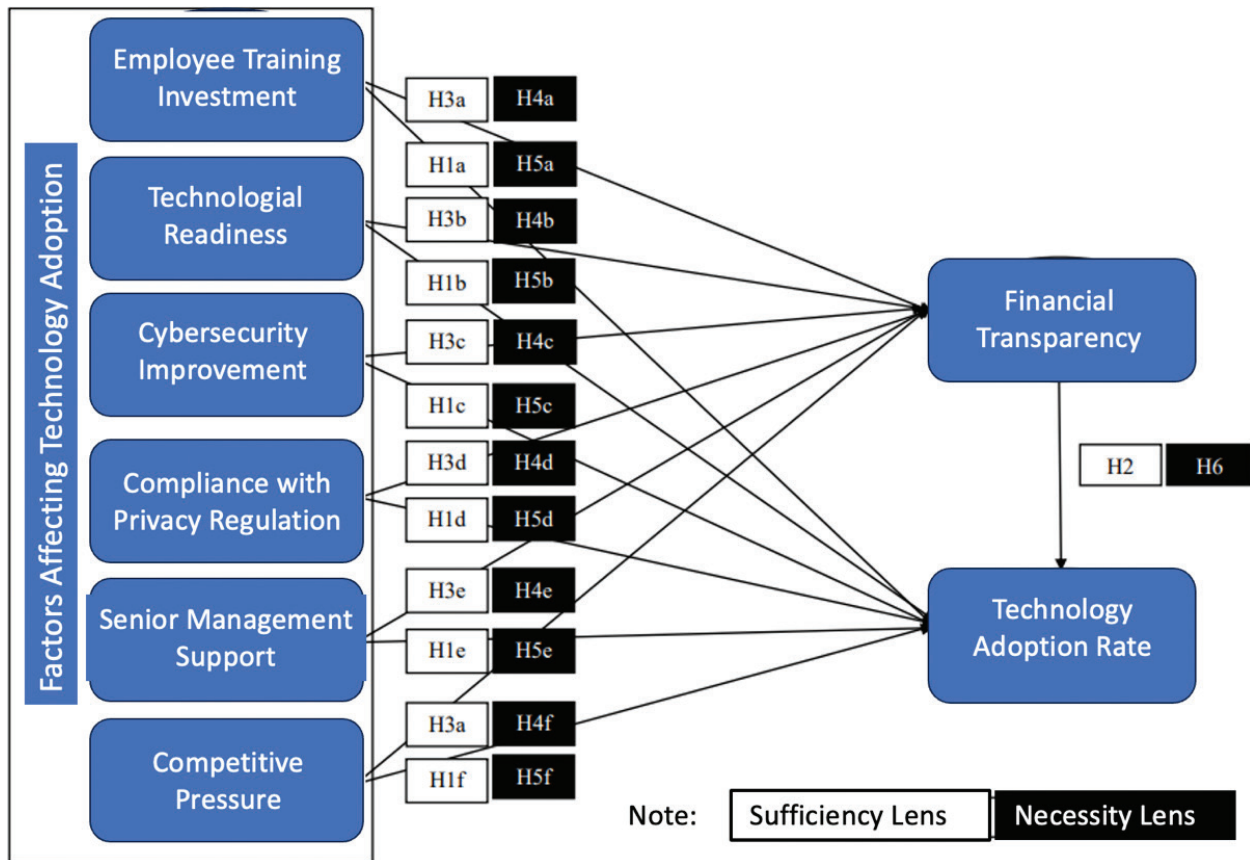 Factors Affecting Technology Adoption
Employee Training
Investment
Technologial
Readiness
Cybersecurity
Improvement
Compliance with
Privacy Regulation
Senior Management
Support
Competitive
Pressure
H3a H4a
H1a H5a
H3b H4b
H1b H5b
H3c H4c
H1c H5c
H3d H4d
H1d H5d
H3e H4e
H1e H5e
H3a H4f
H1f H5f
Financial
Transparency
H2 H6
Technology
Adoption Rate
Note: Sufficiency Lens Necessity Lens